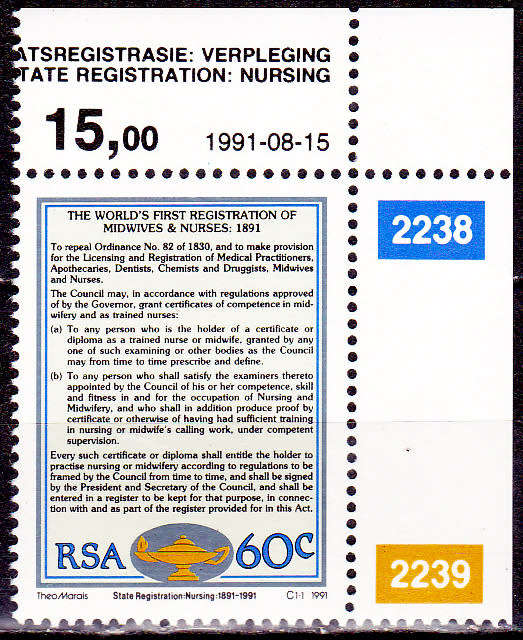 ATSREGISTRASIE: VERPLEGING
TATE REGISTRATION: NURSING
15,00 1991-08-15
THE WORLD'S FIRST REGISTRATION OF
MIDWIVES & NURSES: 1891
To repeal Ordinance No. 82 of 1830, and to make provision
for the Licensing and Registration of Medical Practitioners,
Apothecaries, Dentists, Chemists and Druggists, Midwives
and Nurses.
The Council may, in accordance with regulations approved
of by the Governor, grant certificates of competence in mid-
wifery and as trained nurses:
(a) To any person who is the holder of a certificate or
diploma as a trained nurse or midwife, granted by any
one of such examining or other bodies as the Council
may from time to time prescribe and define.
(b) To any person who shall satisfy the examiners thereto
appointed by the Council of his or her competence, skill
and fitness in and for the occupation of Nursing and
Midwifery, and who shall in addition produce proof by
certificate or otherwise of having had sufficient training
in nursing or midwife's calling work, under competent
supervision.
Every such certificate or diploma shall entitle the holder to
practise nursing or midwifery according to regulations to be
framed by the Council from time to time, and shall be signed
by the President and Secretary of the Council, and shall be
entered in a register to be kept for that purpose, in connec-
tion with and as part of the register provided for in this Act.
RSA 60c
Theo Marais State Registration:Nursing:1891-1991 C1·1 1991
2238
2239